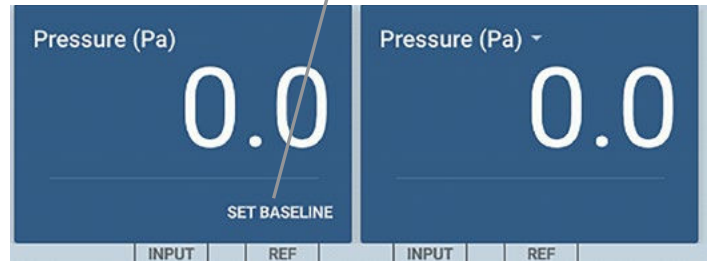 Pressure (Pa)
0.0
SET BASELINE
INPUT REF
Pressure (Pa)
0.0
INPUT REF